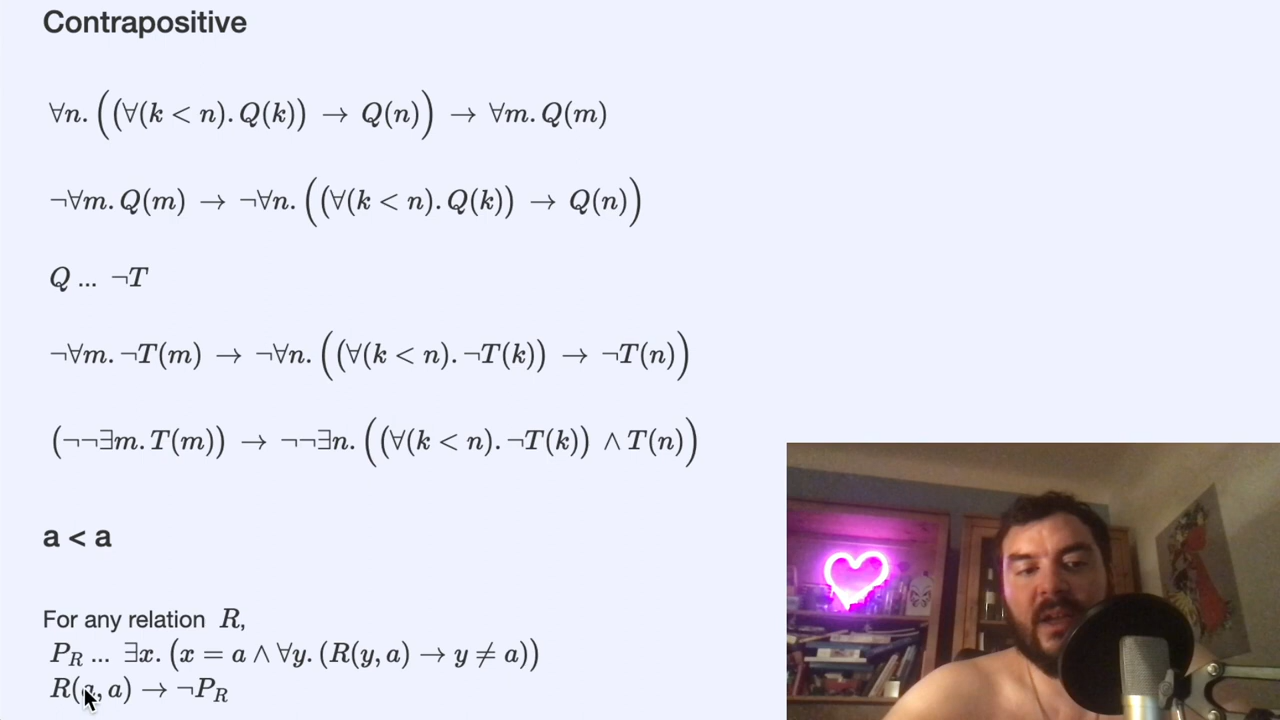 Contrapositive
∀n. ((∀(k < n). Q(k)) → Q(n)) → ∀m. Q(m)
¬∀m. Q(m) → ¬∀n. ((∀(k < n). Q(k)) → Q(n))
Q ... ¬T
¬∀m. ¬T(m) → ¬∀n. ((∀(k < n). ¬T(k)) → ¬T(n))
(¬¬∃m. T(m)) → ¬¬∃n. ((∀(k < n). ¬T(k)) ∧ T(n))
a < a
For any relation R,
P_R ... ∃x. (x = a ∧ ∀y. (R(y, a) → y ≠ a))
R(a, a) → ¬P_R